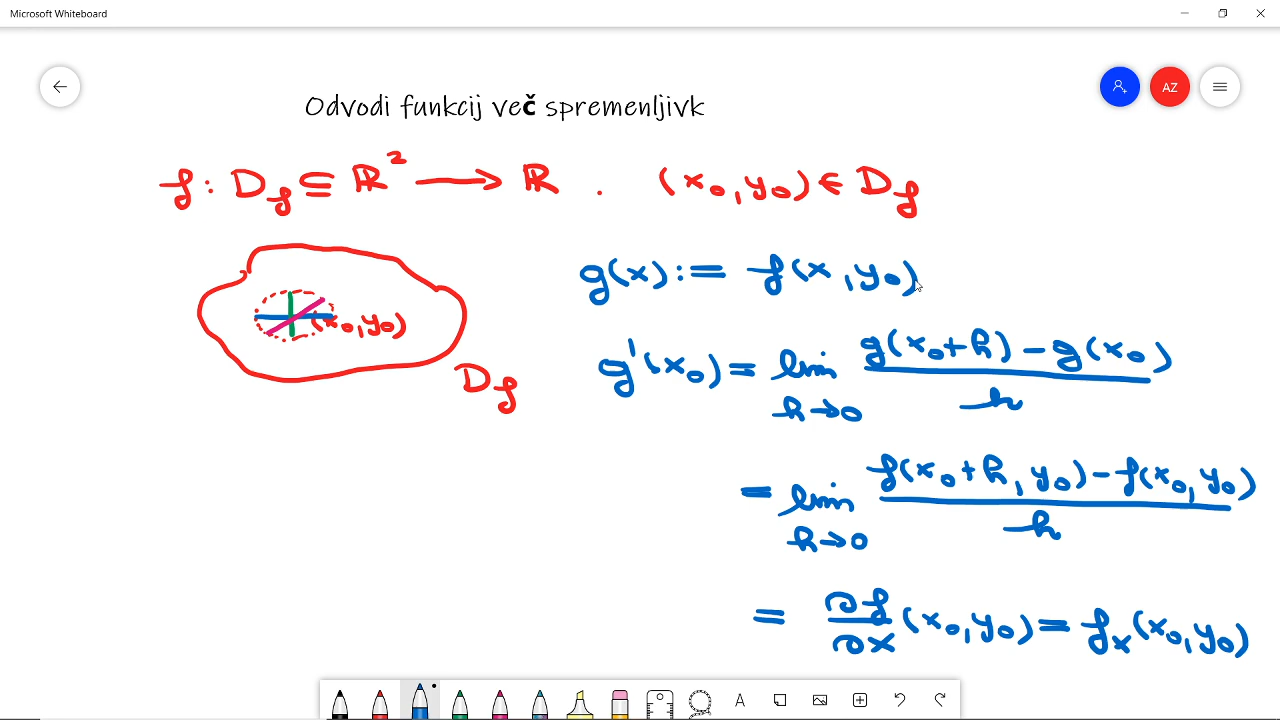 Microsoft Whiteboard
AZ
Odvodi funkcij več spremenljivk
f: D_f ⊆ ℝ² ⟶ ℝ . (x₀,y₀) ∈ D_f
(x₀,y₀)
D_f
g(x) := f(x,y₀)
g'(x₀) = lim_{h→0} (g(x₀+h) - g(x₀))/h
= lim_{h→0} (f(x₀+h, y₀) - f(x₀,y₀))/h
= ∂f/∂x (x₀,y₀) = f_x(x₀,y₀)
A